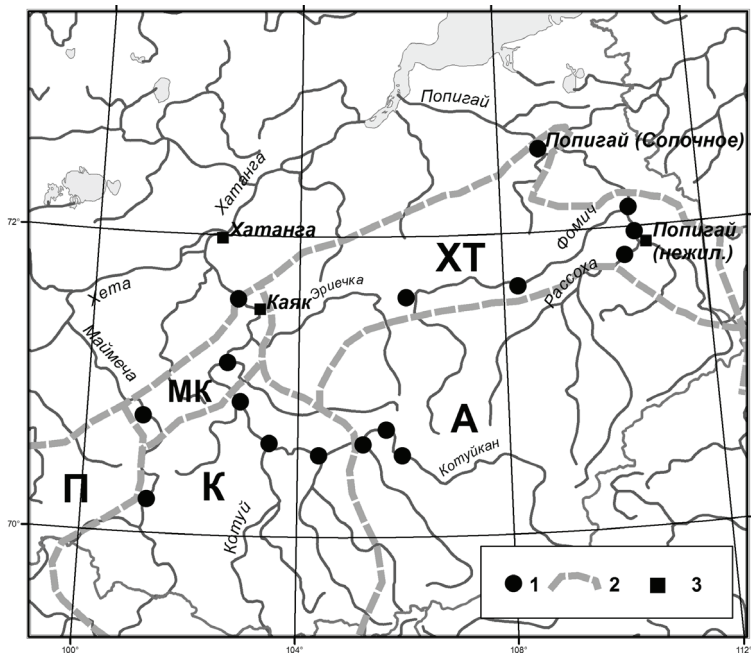 Попигай
Попигай (Сопочное)
Хатанга
72°
Хатанга
Фомич
Попигай
(нежил.)
ХТ
Хета
Каяк
Эриечка
Рассоха
Маймеча
МК
А
Котуйкан
П
К
Котуй
70°
1
2
3
100°
104°
108°
112°